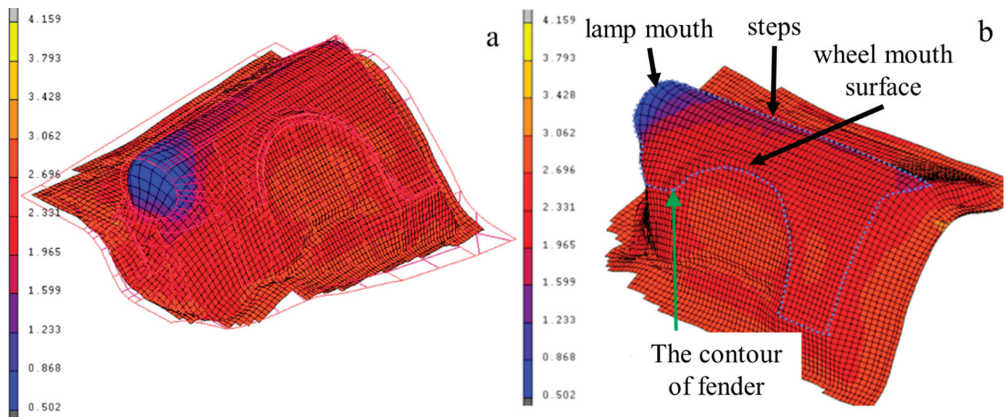 4.159
3.793
3.428
3.062
2.696
2.331
1.965
1.599
1.233
0.868
0.502
a
4.159
3.793
3.428
3.062
2.696
2.331
1.965
1.599
1.233
0.868
0.502
lamp mouth
steps
wheel mouth
surface
b
The contour
of fender